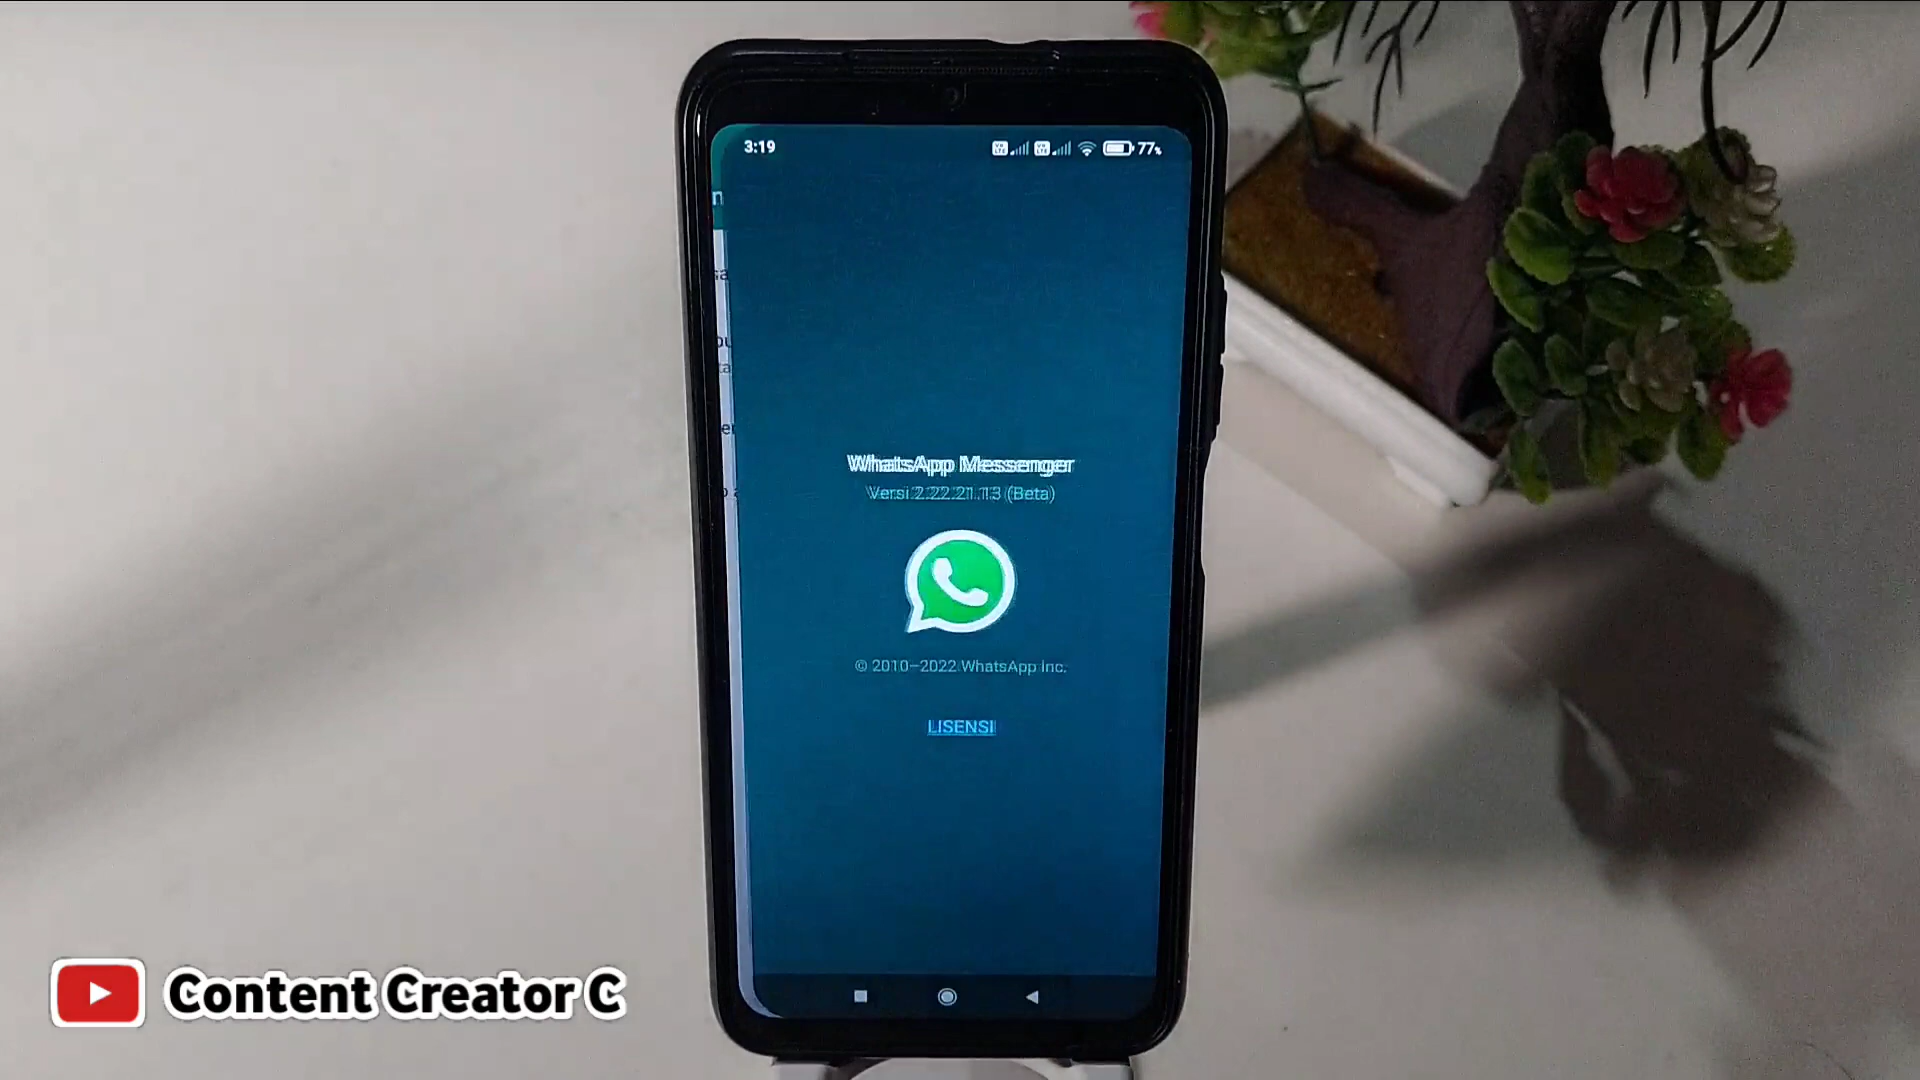 3:19
77%
WhatsApp Messenger
Versi 2.22.21.13 (Beta)
© 2010–2022 WhatsApp Inc.
LISENSI
Content Creator C